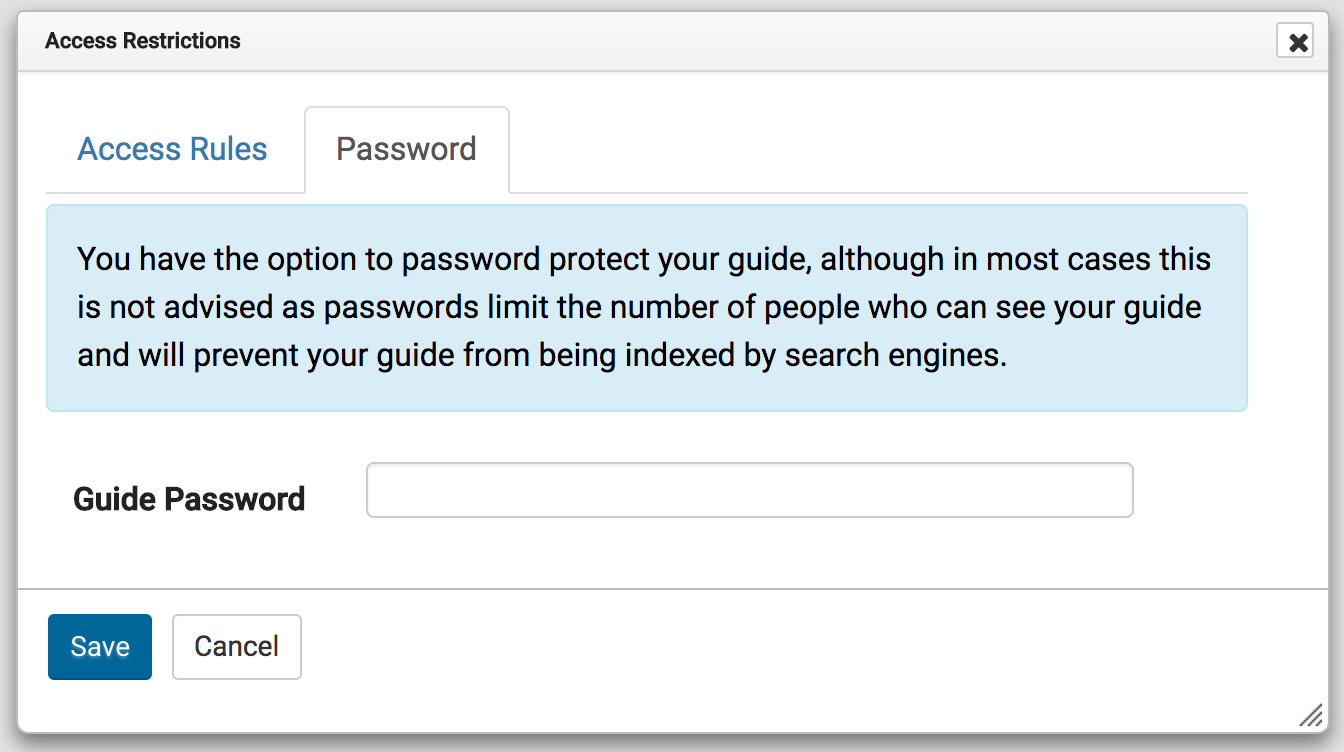 Access Restrictions
Access Rules
Password
You have the option to password protect your guide, although in most cases this
is not advised as passwords limit the number of people who can see your guide
and will prevent your guide from being indexed by search engines.
Guide Password
Save
Cancel